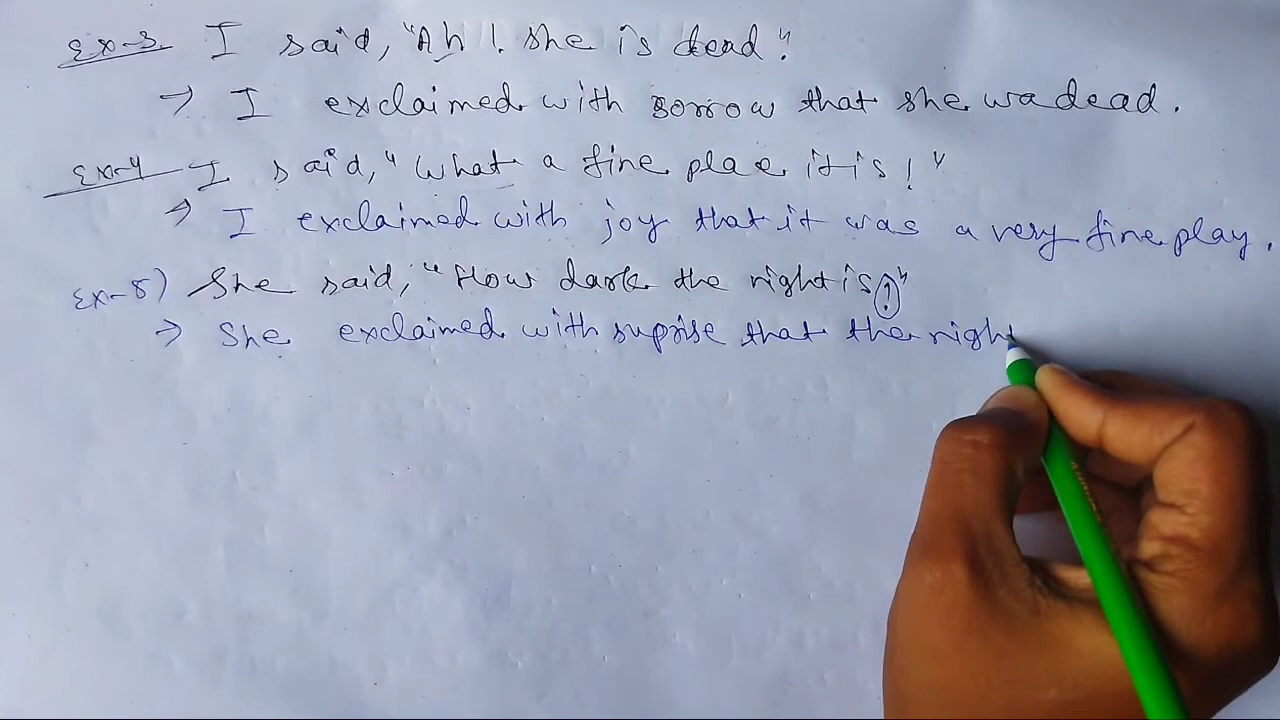 Ex-3. I said, "Ah! she is dead".
→ I exclaimed with sorrow that she wa dead.
Ex-4 I said, "What a fine plac it is!"
→ I exclaimed with joy that it was a very fine play.
Ex-5) She said, "How dark the night is!"
→ She exclaimed with suprise that the night